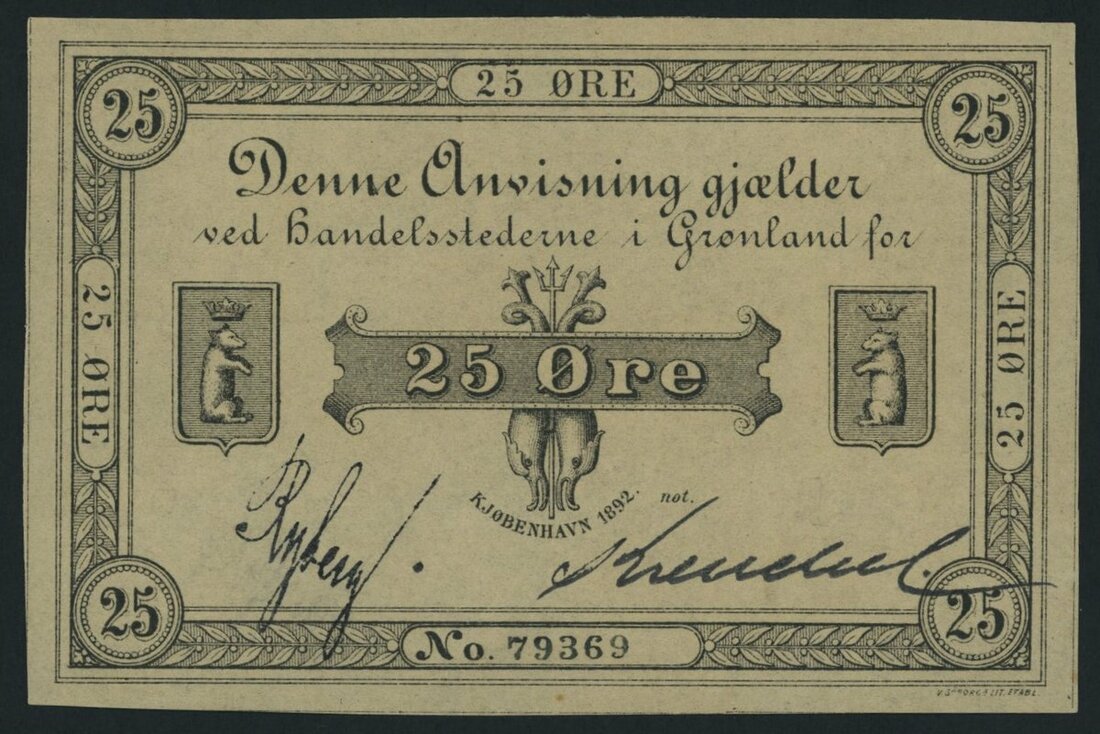 25 ØRE
25
25
Denne Anvisning gjælder
ved Handelsstederne i Grønland for
25 ØRE
25 Øre
25 ØRE
KJØBENHAVN 1892.
not.
Ryberg.
25
25
No. 79369